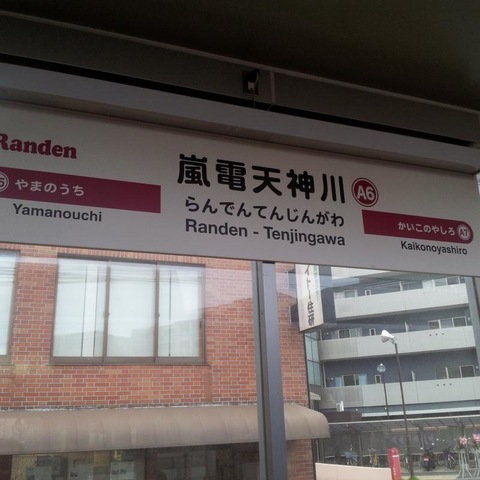 Randen
嵐電天神川 A6
らんでんてんじんがわ
Randen - Tenjingawa
やまのうち
Yamanouchi
かいこのやしろ A7
Kaikonoyashiro